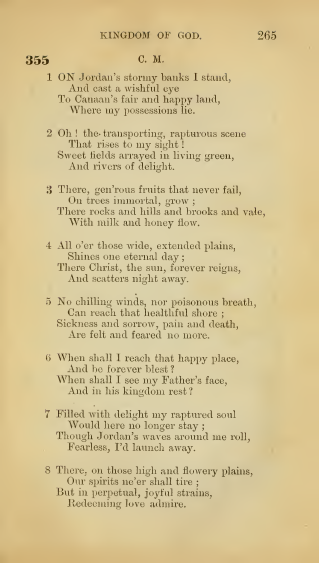 KINGDOM OF GOD. 265
355 C. M.
1 ON Jordan's stormy banks I stand,
And cast a wishful eye
To Canaan's fair and happy land,
Where my possessions lie.
2 Oh! the transporting, rapturous scene
That rises to my sight!
Sweet fields arrayed in living green,
And rivers of delight.
3 There, gen'rous fruits that never fail,
On trees immortal, grow;
There rocks and hills and brooks and vale,
With milk and honey flow.
4 All o'er those wide, extended plains,
Shines one eternal day;
There Christ, the sun, forever reigns,
And scatters night away.
5 No chilling winds, nor poisonous breath,
Can reach that healthful shore;
Sickness and sorrow, pain and death,
Are felt and feared no more.
6 When shall I reach that happy place,
And be forever blest?
When shall I see my Father's face,
And in his kingdom rest?
7 Filled with delight my raptured soul
Would here no longer stay;
Though Jordan's waves around me roll,
Fearless, I'd launch away.
8 There, on those high and flowery plains,
Our spirits ne'er shall tire;
But in perpetual, joyful strains,
Redeeming love admire.